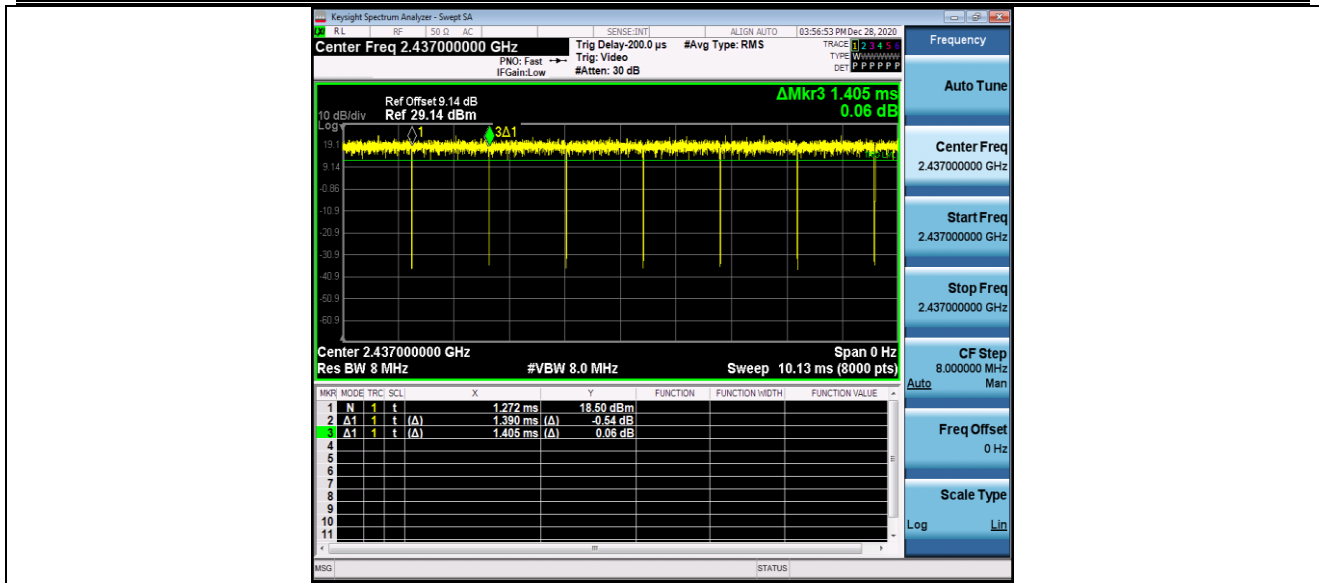 Keysight Spectrum Analyzer - Swept SA
RL RF 50 Ω AC SENSE:INT ALIGN AUTO 03:56:53 PM Dec 28, 2020
Center Freq 2.437000000 GHz
PNO: Fast
IFGain:Low
Trig Delay-200.0 µs
Trig: Video
#Atten: 30 dB
#Avg Type: RMS
TRACE 1 2 3 4 5 6
TYPE W
DET P P P P P P
ΔMkr3 1.405 ms
0.06 dB
Ref Offset 9.14 dB
10 dB/div Ref 29.14 dBm
Log
1 3Δ1
19.1
9.14
-0.86
-10.9
-20.9
-30.9
-40.9
-50.9
-60.9
Center 2.437000000 GHz Span 0 Hz
Res BW 8 MHz #VBW 8.0 MHz Sweep 10.13 ms (8000 pts)
MKR MODE TRC SCL X Y FUNCTION FUNCTION WIDTH FUNCTION VALUE
1 N 1 t 1.272 ms 18.50 dBm
2 Δ1 1 t (Δ) 1.390 ms (Δ) -0.54 dB
3 Δ1 1 t (Δ) 1.405 ms (Δ) 0.06 dB
4
5
6
7
8
9
10
11
MSG STATUS
Frequency
Auto Tune
Center Freq
2.437000000 GHz
Start Freq
2.437000000 GHz
Stop Freq
2.437000000 GHz
CF Step
8.000000 MHz
Auto Man
Freq Offset
0 Hz
Scale Type
Log Lin